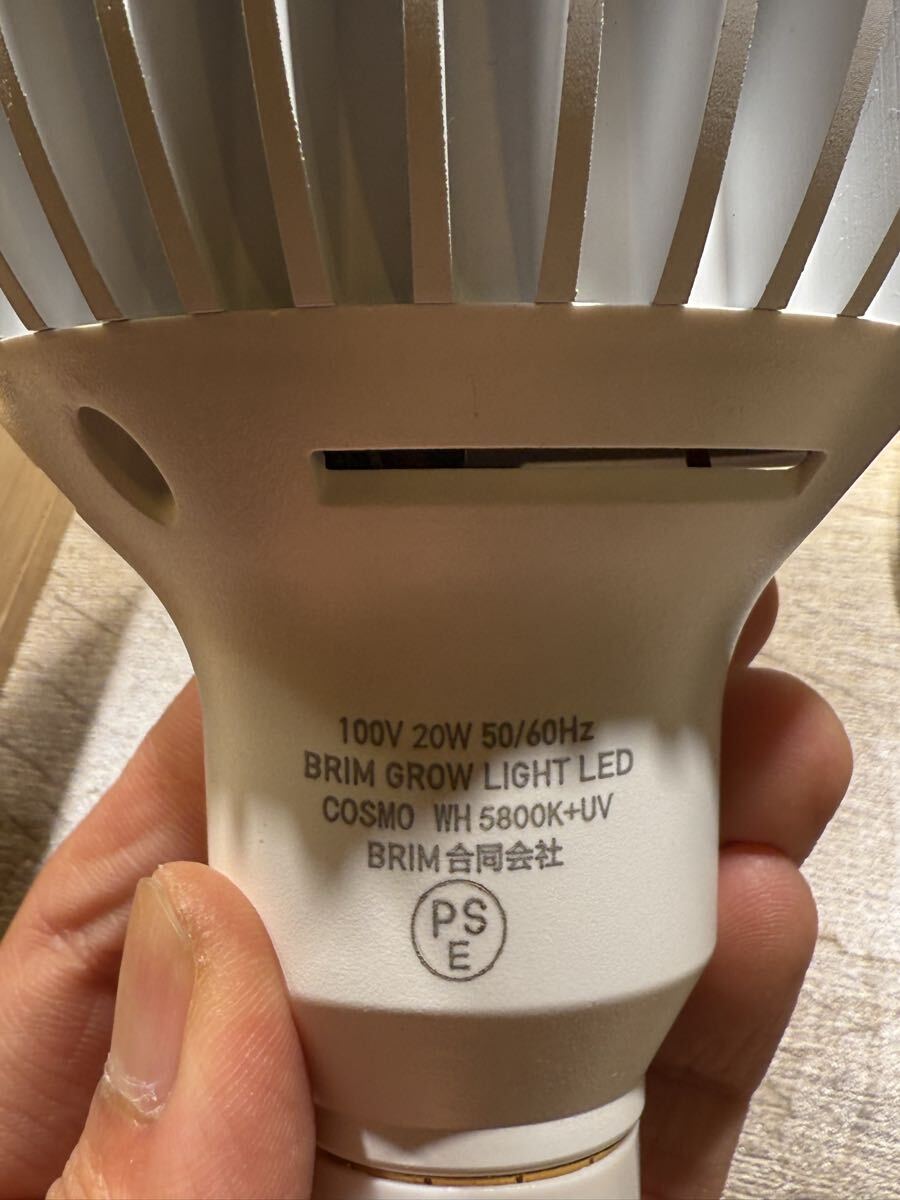 100V 20W 50/60Hz
BRIM GROW LIGHT LED
COSMO WH 5800K+UV
BRIM合同会社
PS
E